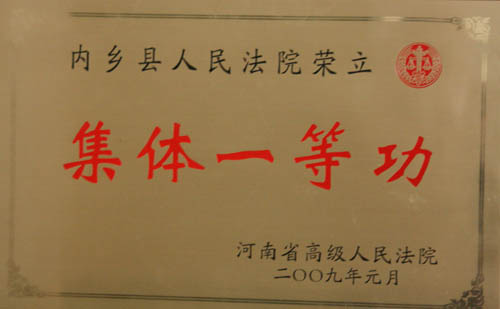 内乡县人民法院荣立
集体一等功
河南省高级人民法院
二〇〇九年元月